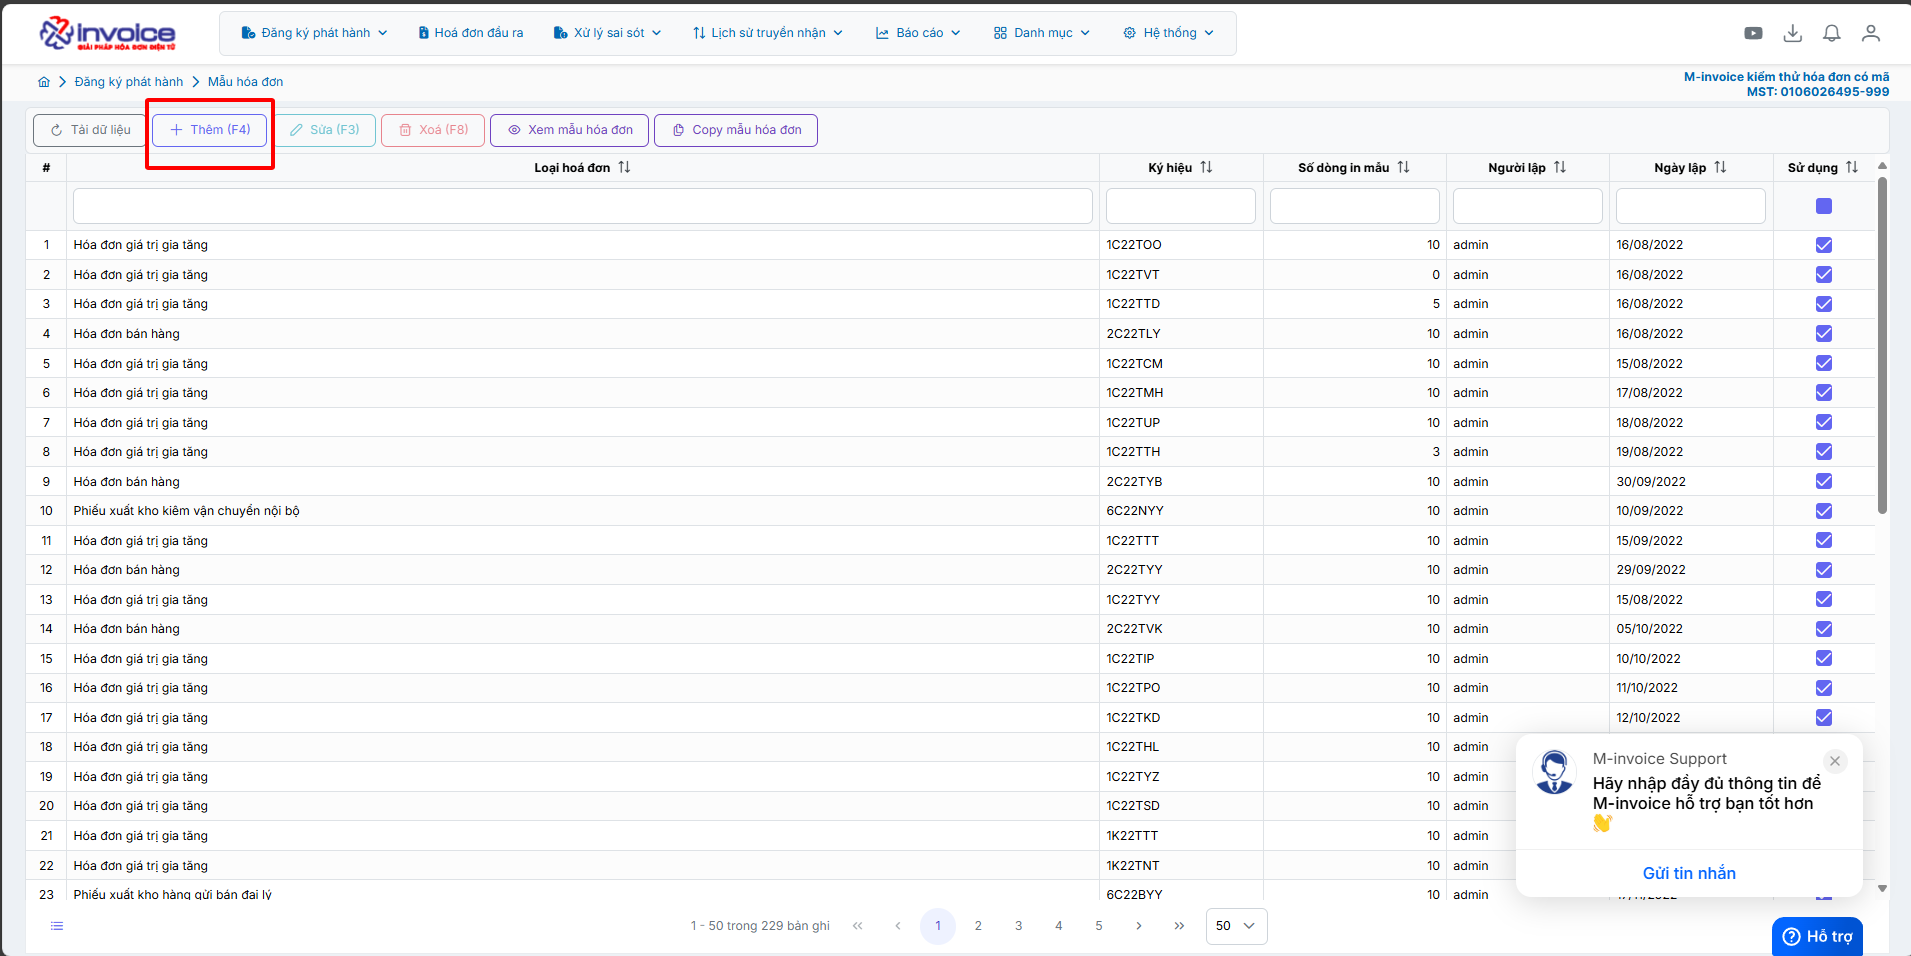 invoice
GIẢI PHÁP HÓA ĐƠN ĐIỆN TỬ
Đăng ký phát hành
Hoá đơn đầu ra
Xử lý sai sót
Lịch sử truyền nhận
Báo cáo
Danh mục
Hệ thống
Đăng ký phát hành > Mẫu hóa đơn
M-invoice kiểm thử hóa đơn có mã
MST: 0106026495-999
Tải dữ liệu
Thêm (F4)
Sửa (F3)
Xoá (F8)
Xem mẫu hóa đơn
Copy mẫu hóa đơn
# Loại hoá đơn Ký hiệu Số dòng in mẫu Người lập Ngày lập Sử dụng
1 Hóa đơn giá trị gia tăng 1C22TOO 10 admin 16/08/2022
2 Hóa đơn giá trị gia tăng 1C22TVT 0 admin 16/08/2022
3 Hóa đơn giá trị gia tăng 1C22TTD 5 admin 16/08/2022
4 Hóa đơn bán hàng 2C22TLY 10 admin 16/08/2022
5 Hóa đơn giá trị gia tăng 1C22TCM 10 admin 15/08/2022
6 Hóa đơn giá trị gia tăng 1C22TMH 10 admin 17/08/2022
7 Hóa đơn giá trị gia tăng 1C22TUP 10 admin 18/08/2022
8 Hóa đơn giá trị gia tăng 1C22TTH 3 admin 19/08/2022
9 Hóa đơn bán hàng 2C22TYB 10 admin 30/09/2022
10 Phiếu xuất kho kiêm vận chuyển nội bộ 6C22NYY 10 admin 10/09/2022
11 Hóa đơn giá trị gia tăng 1C22TTT 10 admin 15/09/2022
12 Hóa đơn bán hàng 2C22TYY 10 admin 29/09/2022
13 Hóa đơn giá trị gia tăng 1C22TYY 10 admin 15/08/2022
14 Hóa đơn bán hàng 2C22TVK 10 admin 05/10/2022
15 Hóa đơn giá trị gia tăng 1C22TIP 10 admin 10/10/2022
16 Hóa đơn giá trị gia tăng 1C22TPO 10 admin 11/10/2022
17 Hóa đơn giá trị gia tăng 1C22TKD 10 admin 12/10/2022
18 Hóa đơn giá trị gia tăng 1C22THL 10 admin
19 Hóa đơn giá trị gia tăng 1C22TYZ 10 admin
20 Hóa đơn giá trị gia tăng 1C22TSD 10 admin
21 Hóa đơn giá trị gia tăng 1K22TTT 10 admin
22 Hóa đơn giá trị gia tăng 1K22TNT 10 admin
23 Phiếu xuất kho hàng gửi bán đại lý 6C22BYY 10 admin
M-invoice Support
Hãy nhập đầy đủ thông tin để
M-invoice hỗ trợ bạn tốt hơn
👋
Gửi tin nhắn
1 - 50 trong 229 bản ghi « ‹ 1 2 3 4 5 › » 50
Hỗ trợ